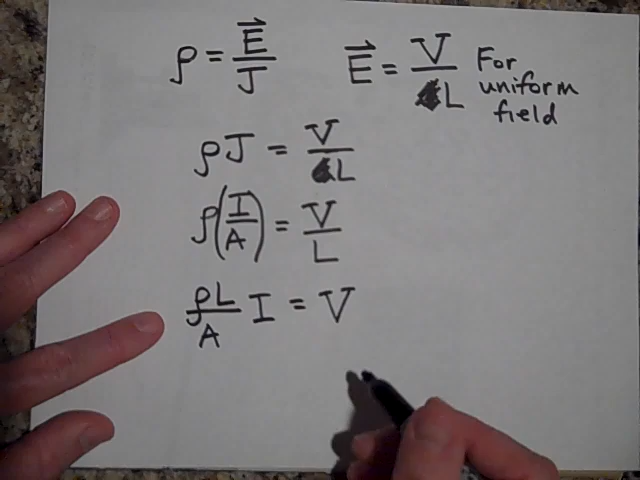 ρ = E⃗/J E⃗ = V/L For uniform field
ρJ = V/L
ρ(I/A) = V/L
ρL/A I = V